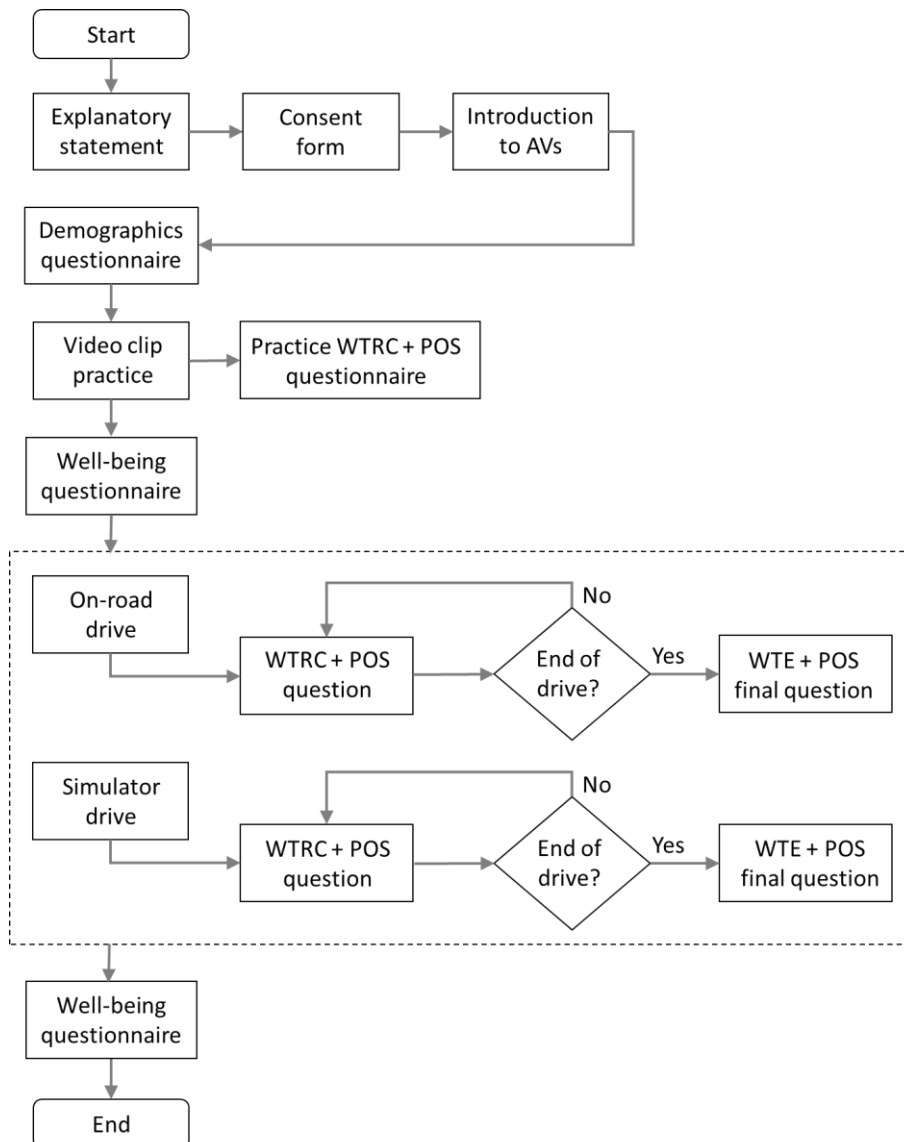 Start
Explanatory
statement
Consent
form
Introduction
to AVs
Demographics
questionnaire
Video clip
practice
Practice WTRC + POS
questionnaire
Well-being
questionnaire
On-road
drive
WTRC + POS
question
No
End of
drive?
Yes
WTE + POS
final question
Simulator
drive
WTRC + POS
question
No
End of
drive?
Yes
WTE + POS
final question
Well-being
questionnaire
End